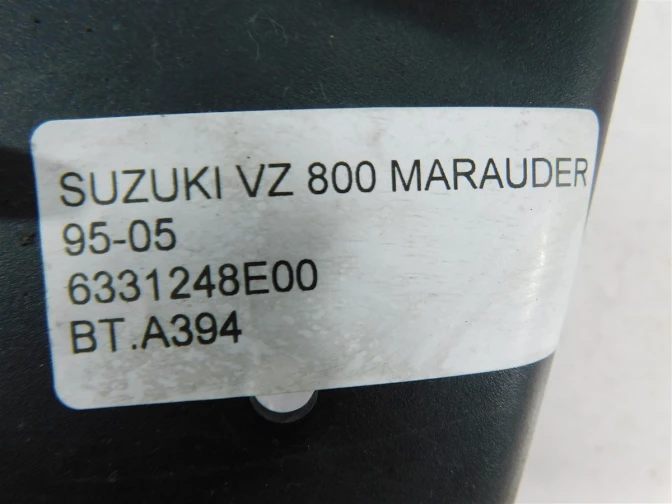 SUZUKI VZ 800 MARAUDER
95-05
6331248E00
BT.A394